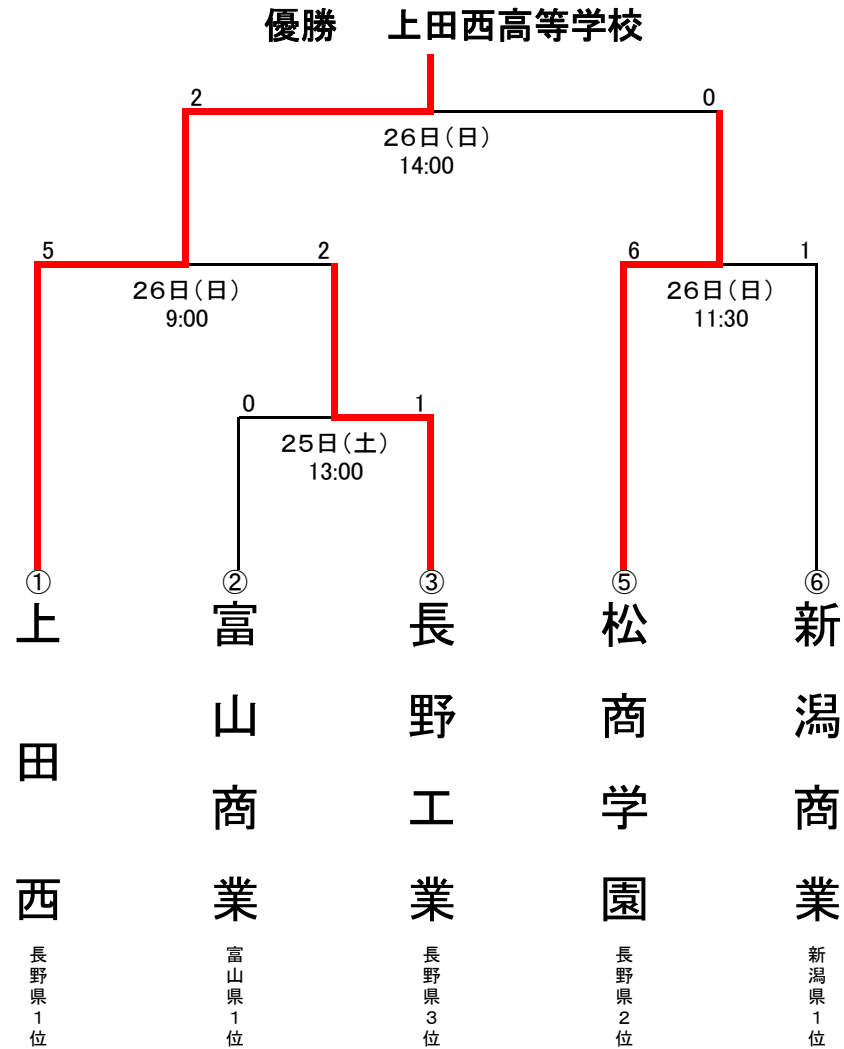 優勝　上田西高等学校
2
0
26日(日)
14:00
5
2
6
1
26日(日)
9:00
26日(日)
11:30
0
1
25日(土)
13:00
①
②
③
⑤
⑥
上田西
富山商業
長野工業
松商学園
新潟商業
長野県1位
富山県1位
長野県3位
長野県2位
新潟県1位